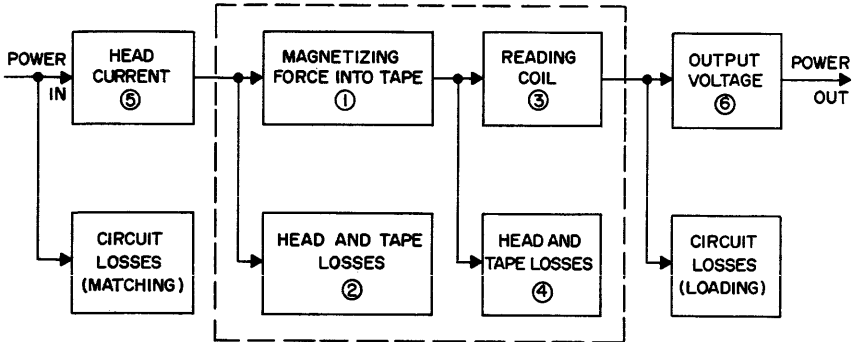 POWER
IN
HEAD
CURRENT
⑤
MAGNETIZING
FORCE INTO TAPE
①
READING
COIL
③
OUTPUT
VOLTAGE
⑥
POWER
OUT
CIRCUIT
LOSSES
(MATCHING)
HEAD AND TAPE
LOSSES
②
HEAD AND
TAPE LOSSES
④
CIRCUIT
LOSSES
(LOADING)